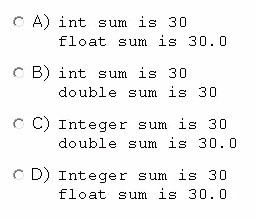 A) int sum is 30
float sum is 30.0
B) int sum is 30
double sum is 30
C) Integer sum is 30
double sum is 30.0
D) Integer sum is 30
float sum is 30.0